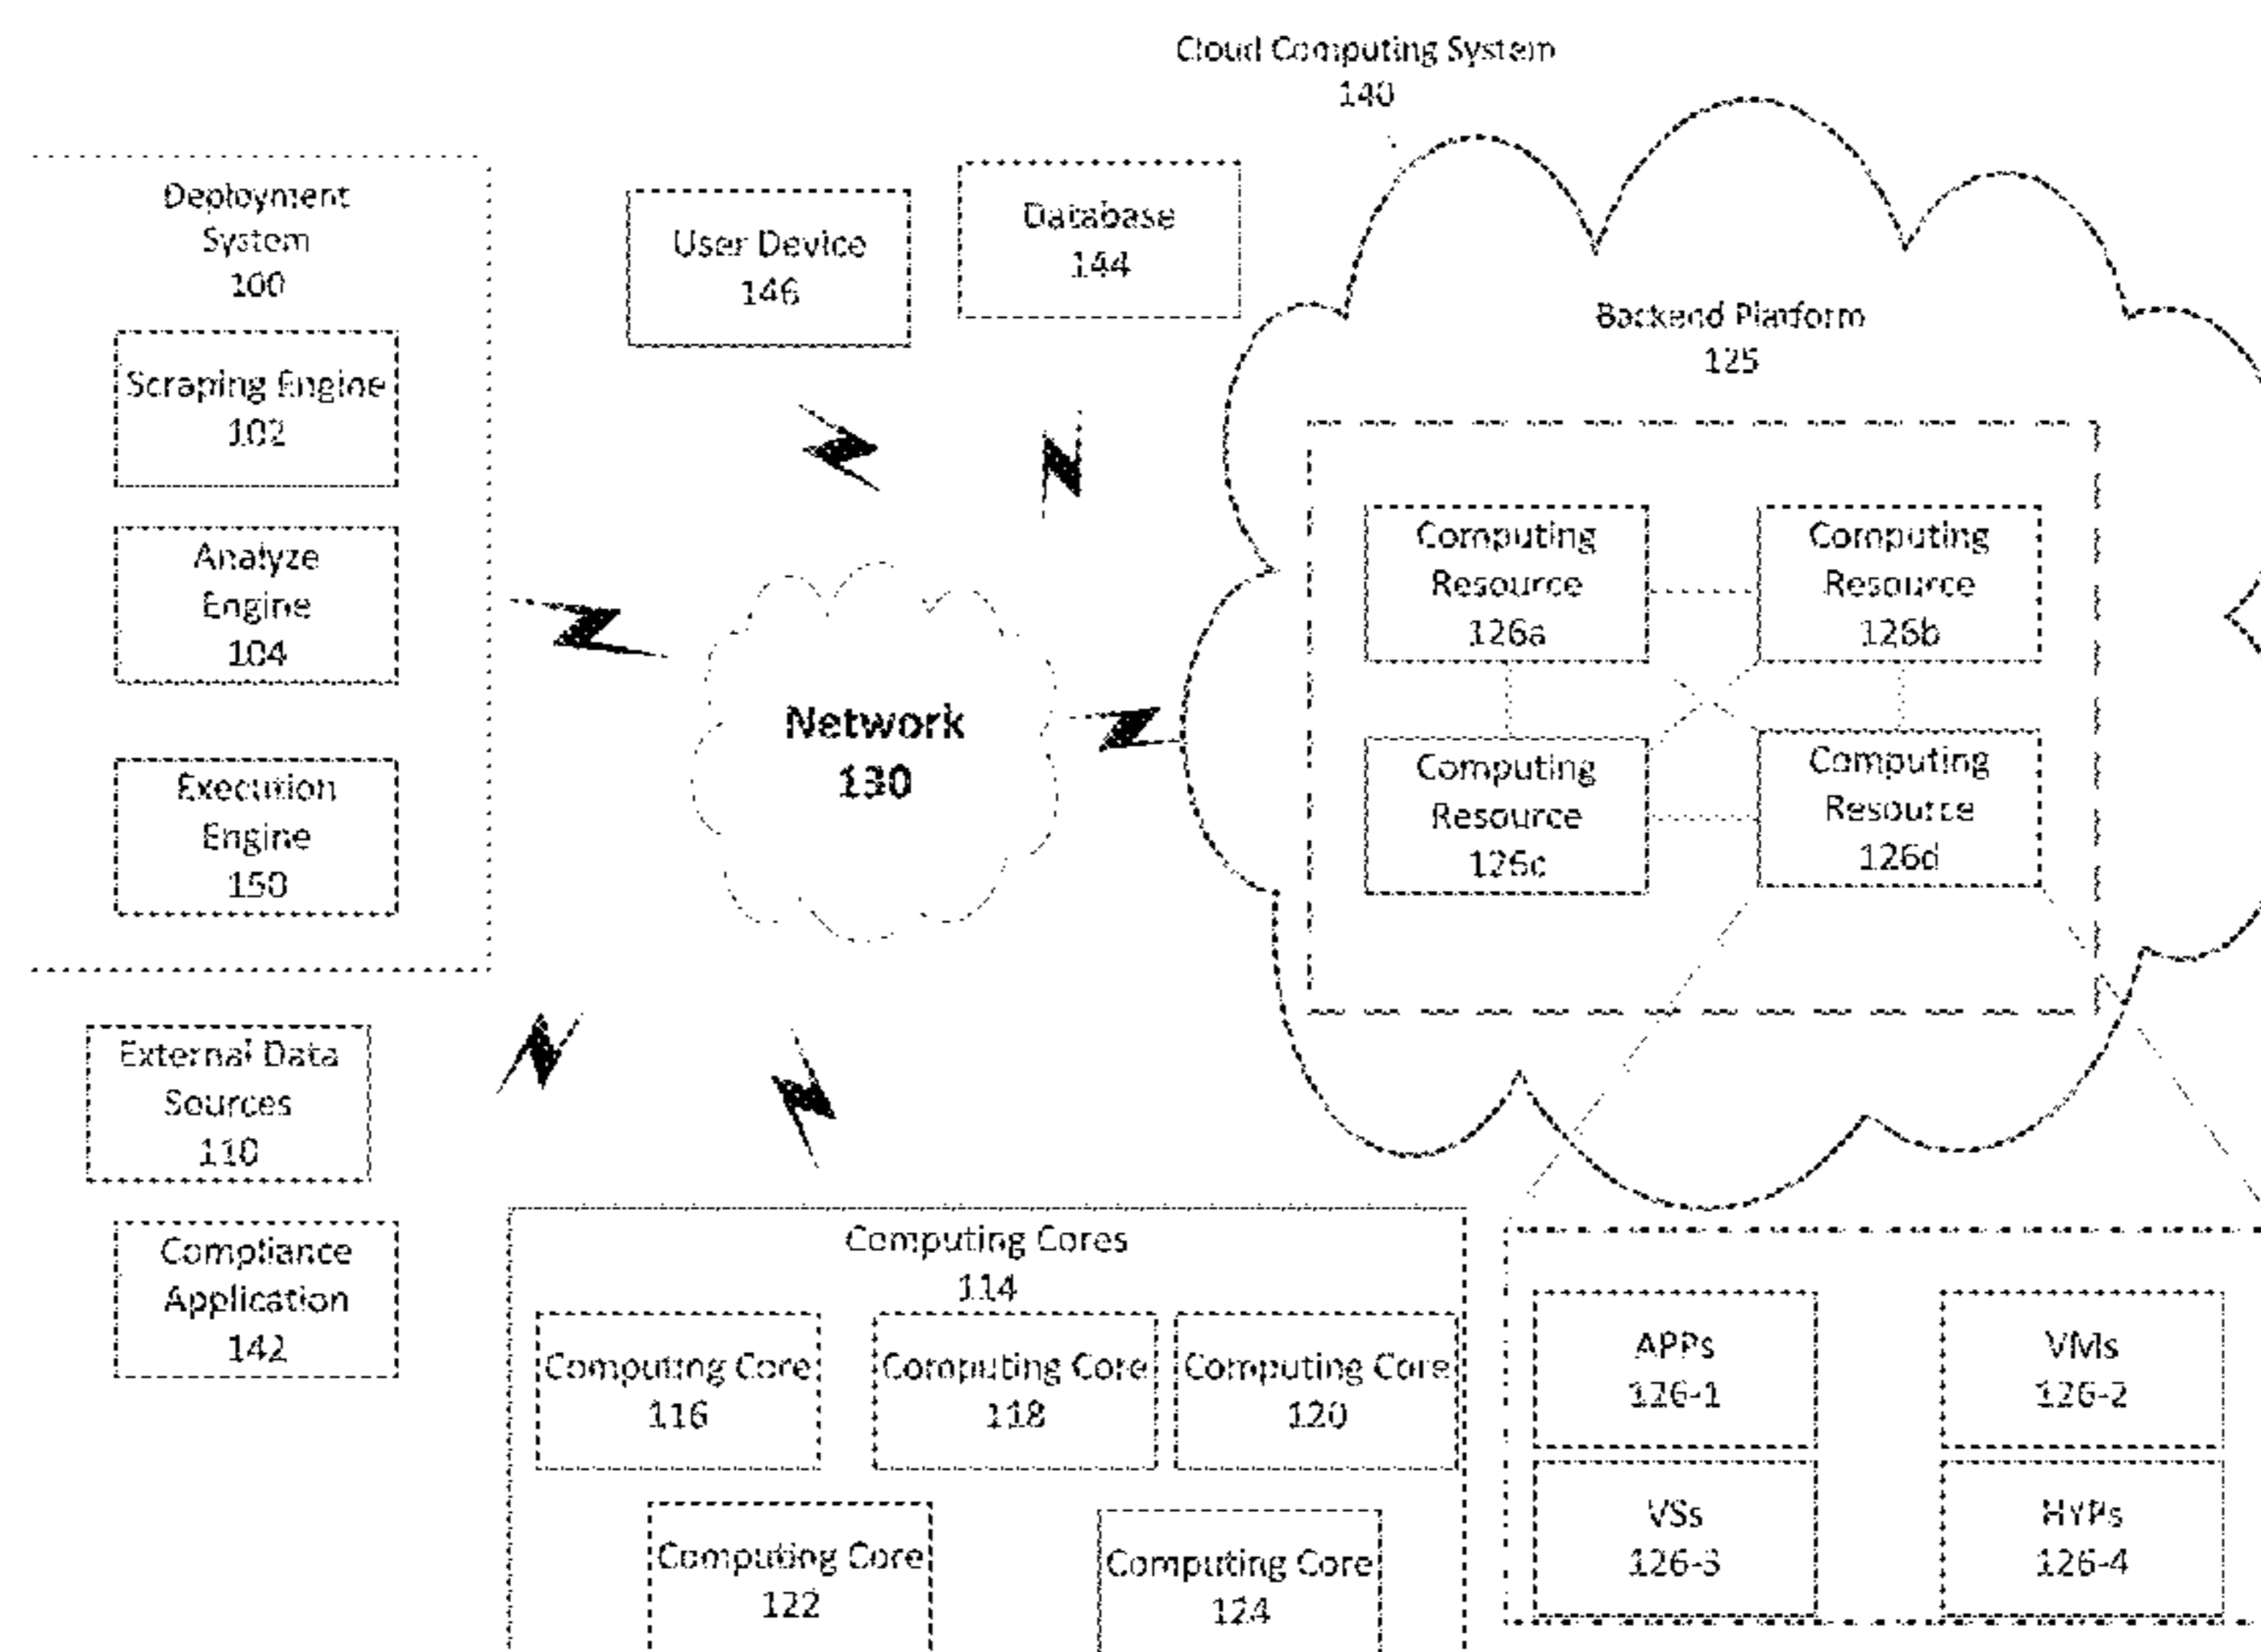 Cloud Computing System
140
Deployment
System
100
Scraping Engine
102
Analyze
Engine
104
Execution
Engine
150
External Data
Sources
110
Compliance
Application
142
User Device
146
Database
144
Network
130
Backend Platform
125
Computing
Resource
126a
Computing
Resource
126b
Computing
Resource
126c
Computing
Resource
126d
Computing Cores
114
Computing Core
116
Computing Core
118
Computing Core
120
Computing Core
122
Computing Core
124
APPs
126-1
VMs
126-2
VSs
126-3
HYPs
126-4